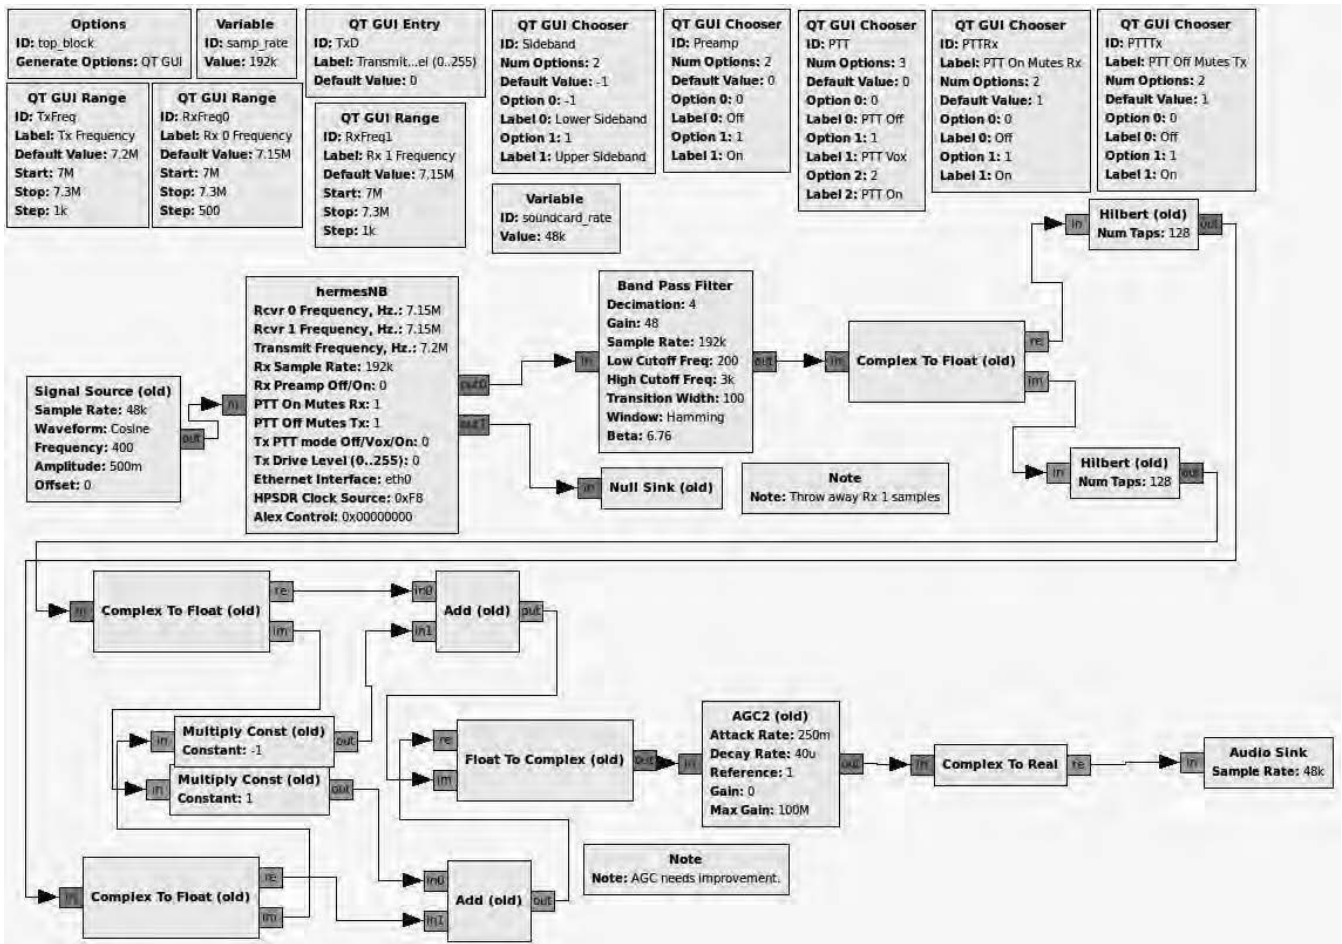 Options
ID: top_block
Generate Options: QT GUI
Variable
ID: samp_rate
Value: 192k
QT GUI Entry
ID: TxD
Label: Transmit...el (0..255)
Default Value: 0
QT GUI Chooser
ID: Sideband
Num Options: 2
Default Value: -1
Option 0: -1
Label 0: Lower Sideband
Option 1: 1
Label 1: Upper Sideband
QT GUI Chooser
ID: Preamp
Num Options: 2
Default Value: 0
Option 0: 0
Label 0: Off
Option 1: 1
Label 1: On
QT GUI Chooser
ID: PTT
Num Options: 3
Default Value: 0
Option 0: 0
Label 0: PTT Off
Option 1: 1
Label 1: PTT Vox
Option 2: 2
Label 2: PTT On
QT GUI Chooser
ID: PTTRx
Label: PTT On Mutes Rx
Num Options: 2
Default Value: 1
Option 0: 0
Label 0: Off
Option 1: 1
Label 1: On
QT GUI Chooser
ID: PTTTx
Label: PTT Off Mutes Tx
Num Options: 2
Default Value: 1
Option 0: 0
Label 0: Off
Option 1: 1
Label 1: On
QT GUI Range
ID: TxFreq
Label: Tx Frequency
Default Value: 7.2M
Start: 7M
Stop: 7.3M
Step: 1k
QT GUI Range
ID: RxFreq0
Label: Rx 0 Frequency
Default Value: 7.15M
Start: 7M
Stop: 7.3M
Step: 500
QT GUI Range
ID: RxFreq1
Label: Rx 1 Frequency
Default Value: 7.15M
Start: 7M
Stop: 7.3M
Step: 1k
Variable
ID: soundcard_rate
Value: 48k
in
Hilbert (old)
Num Taps: 128
out
Signal Source (old)
Sample Rate: 48k
Waveform: Cosine
Frequency: 400
Amplitude: 500m
Offset: 0
out
in
hermesNB
Rcvr 0 Frequency, Hz.: 7.15M
Rcvr 1 Frequency, Hz.: 7.15M
Transmit Frequency, Hz.: 7.2M
Rx Sample Rate: 192k
Rx Preamp Off/On: 0
PTT On Mutes Rx: 1
PTT Off Mutes Tx: 1
Tx PTT mode Off/Vox/On: 0
Tx Drive Level (0..255): 0
Ethernet Interface: eth0
HPSDR Clock Source: 0xF8
Alex Control: 0x00000000
out0
out1
in
Band Pass Filter
Decimation: 4
Gain: 48
Sample Rate: 192k
Low Cutoff Freq: 200
High Cutoff Freq: 3k
Transition Width: 100
Window: Hamming
Beta: 6.76
out
in
Complex To Float (old)
re
im
in
Null Sink (old)
Note
Note: Throw away Rx 1 samples
in
Hilbert (old)
Num Taps: 128
out
in
Complex To Float (old)
re
im
in0
in1
Add (old)
out
in
Multiply Const (old)
Constant: -1
out
in
Multiply Const (old)
Constant: 1
out
re
im
Float To Complex (old)
out
in
AGC2 (old)
Attack Rate: 250m
Decay Rate: 40u
Reference: 1
Gain: 0
Max Gain: 100M
out
in
Complex To Real
re
in
Audio Sink
Sample Rate: 48k
in
Complex To Float (old)
re
im
in0
in1
Add (old)
out
Note
Note: AGC needs improvement.